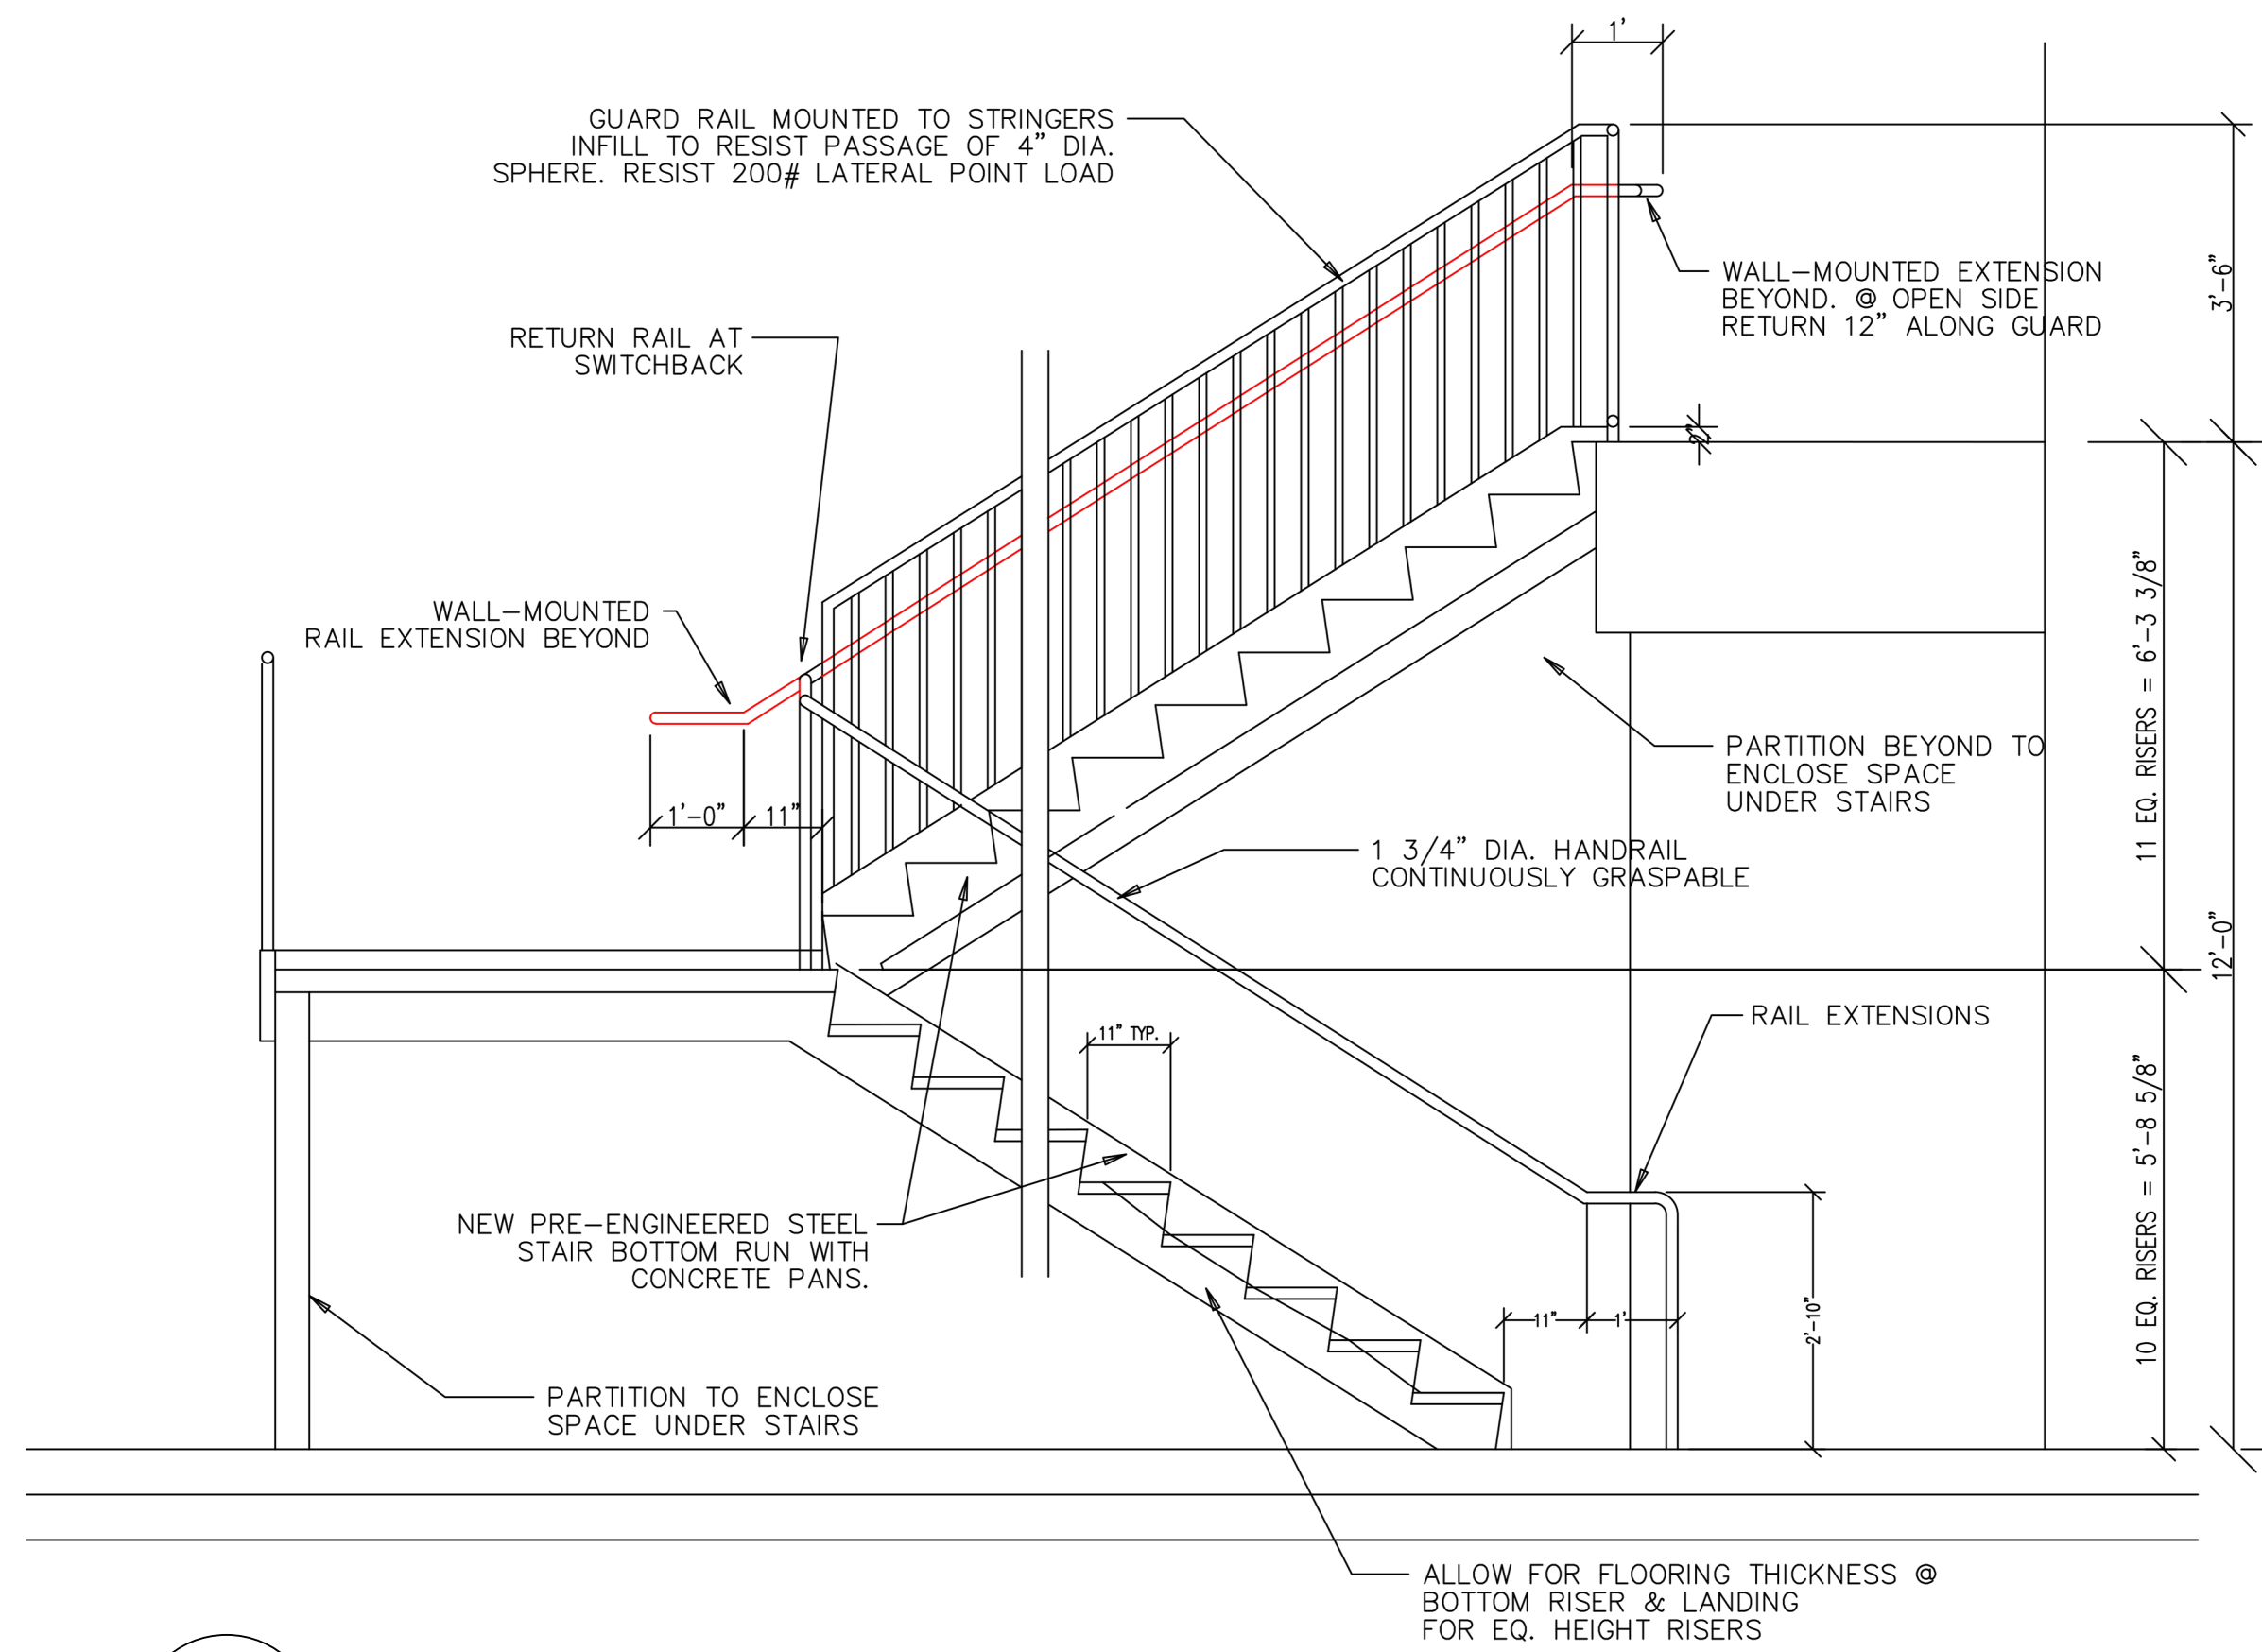 1'
GUARD RAIL MOUNTED TO STRINGERS
INFILL TO RESIST PASSAGE OF 4" DIA.
SPHERE. RESIST 200# LATERAL POINT LOAD
WALL-MOUNTED EXTENSION
BEYOND. @ OPEN SIDE
RETURN 12" ALONG GUARD
3'-6"
RETURN RAIL AT
SWITCHBACK
2"
WALL-MOUNTED
RAIL EXTENSION BEYOND
11 EQ. RISERS = 6'-3 3/8"
PARTITION BEYOND TO
ENCLOSE SPACE
UNDER STAIRS
1'-0"
11"
1 3/4" DIA. HANDRAIL
CONTINUOUSLY GRASPABLE
12'-0"
RAIL EXTENSIONS
11" TYP.
10 EQ. RISERS = 5'-8 5/8"
NEW PRE-ENGINEERED STEEL
STAIR BOTTOM RUN WITH
CONCRETE PANS.
11"
1'
2'-10"
PARTITION TO ENCLOSE
SPACE UNDER STAIRS
ALLOW FOR FLOORING THICKNESS @
BOTTOM RISER & LANDING
FOR EQ. HEIGHT RISERS